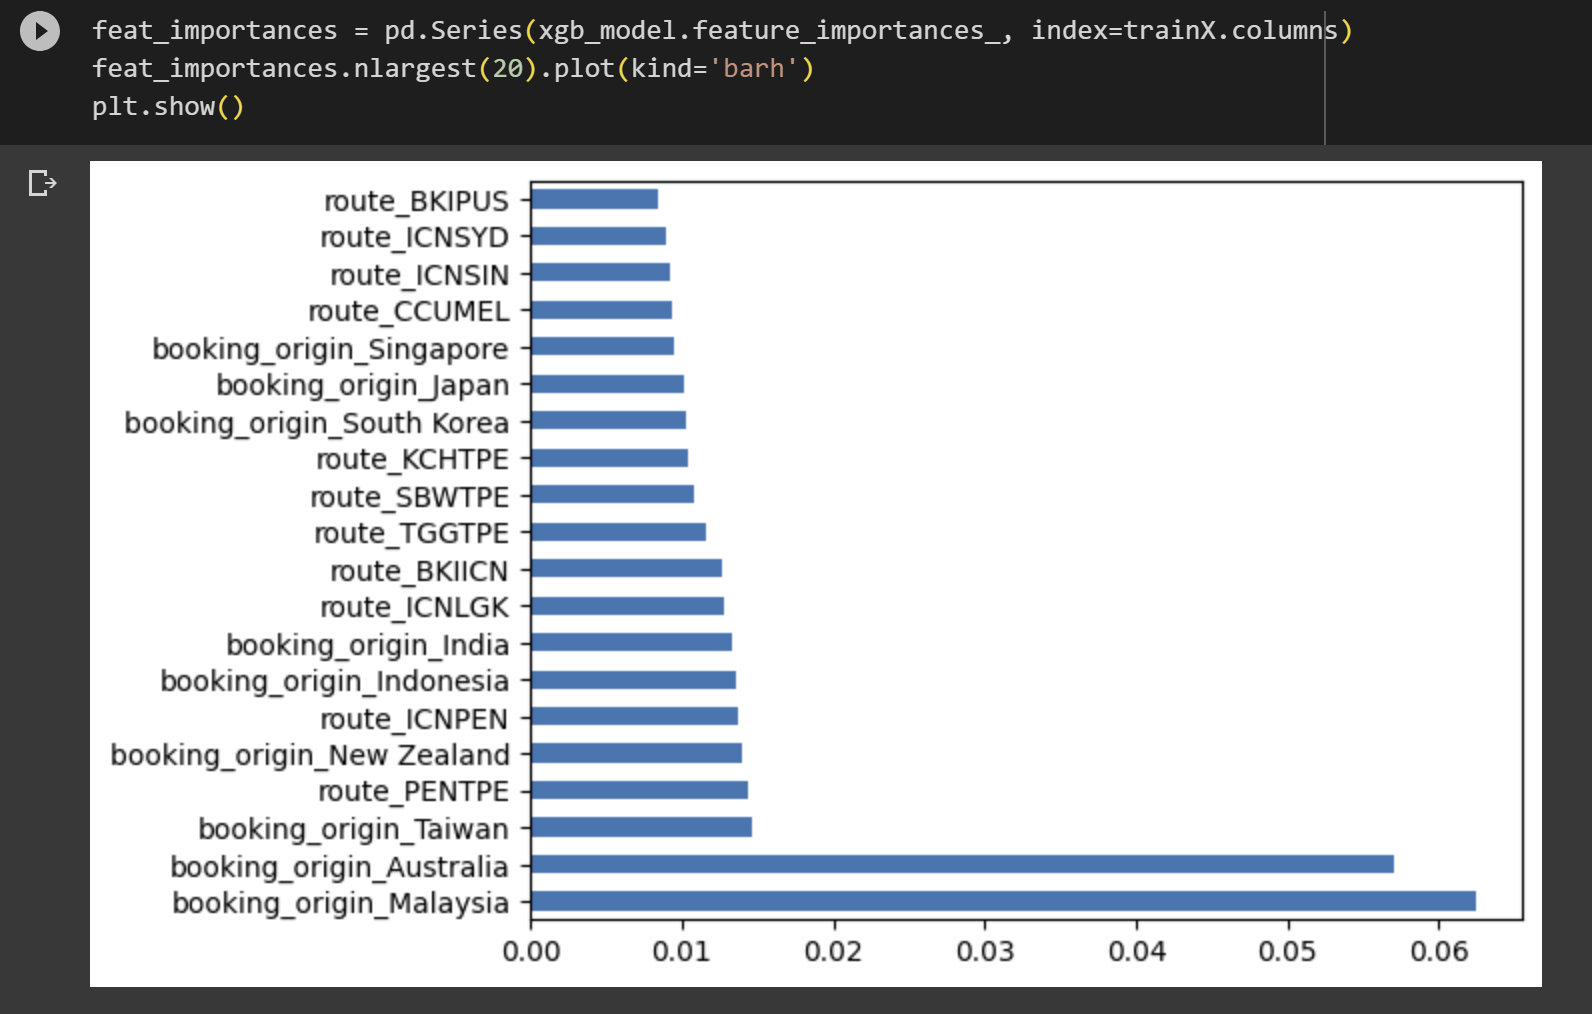 feat_importances = pd.Series(xgb_model.feature_importances_, index=trainX.columns)
feat_importances.nlargest(20).plot(kind='barh')
plt.show()
route_BKIPUS
route_ICNSYD
route_ICNSIN
route_CCUMEL
booking_origin_Singapore
booking_origin_Japan
booking_origin_South Korea
route_KCHTPE
route_SBWTPE
route_TGGTPE
route_BKIICN
route_ICNLGK
booking_origin_India
booking_origin_Indonesia
route_ICNPEN
booking_origin_New Zealand
route_PENTPE
booking_origin_Taiwan
booking_origin_Australia
booking_origin_Malaysia
0.00 0.01 0.02 0.03 0.04 0.05 0.06